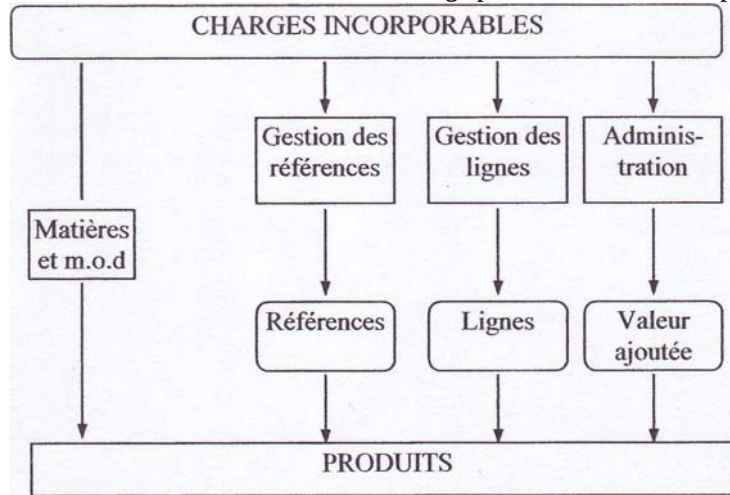 CHARGES INCORPORABLES
Gestion des
références
Gestion des
lignes
Adminis-
tration
Matières
et m.o.d
Références
Lignes
Valeur
ajoutée
PRODUITS